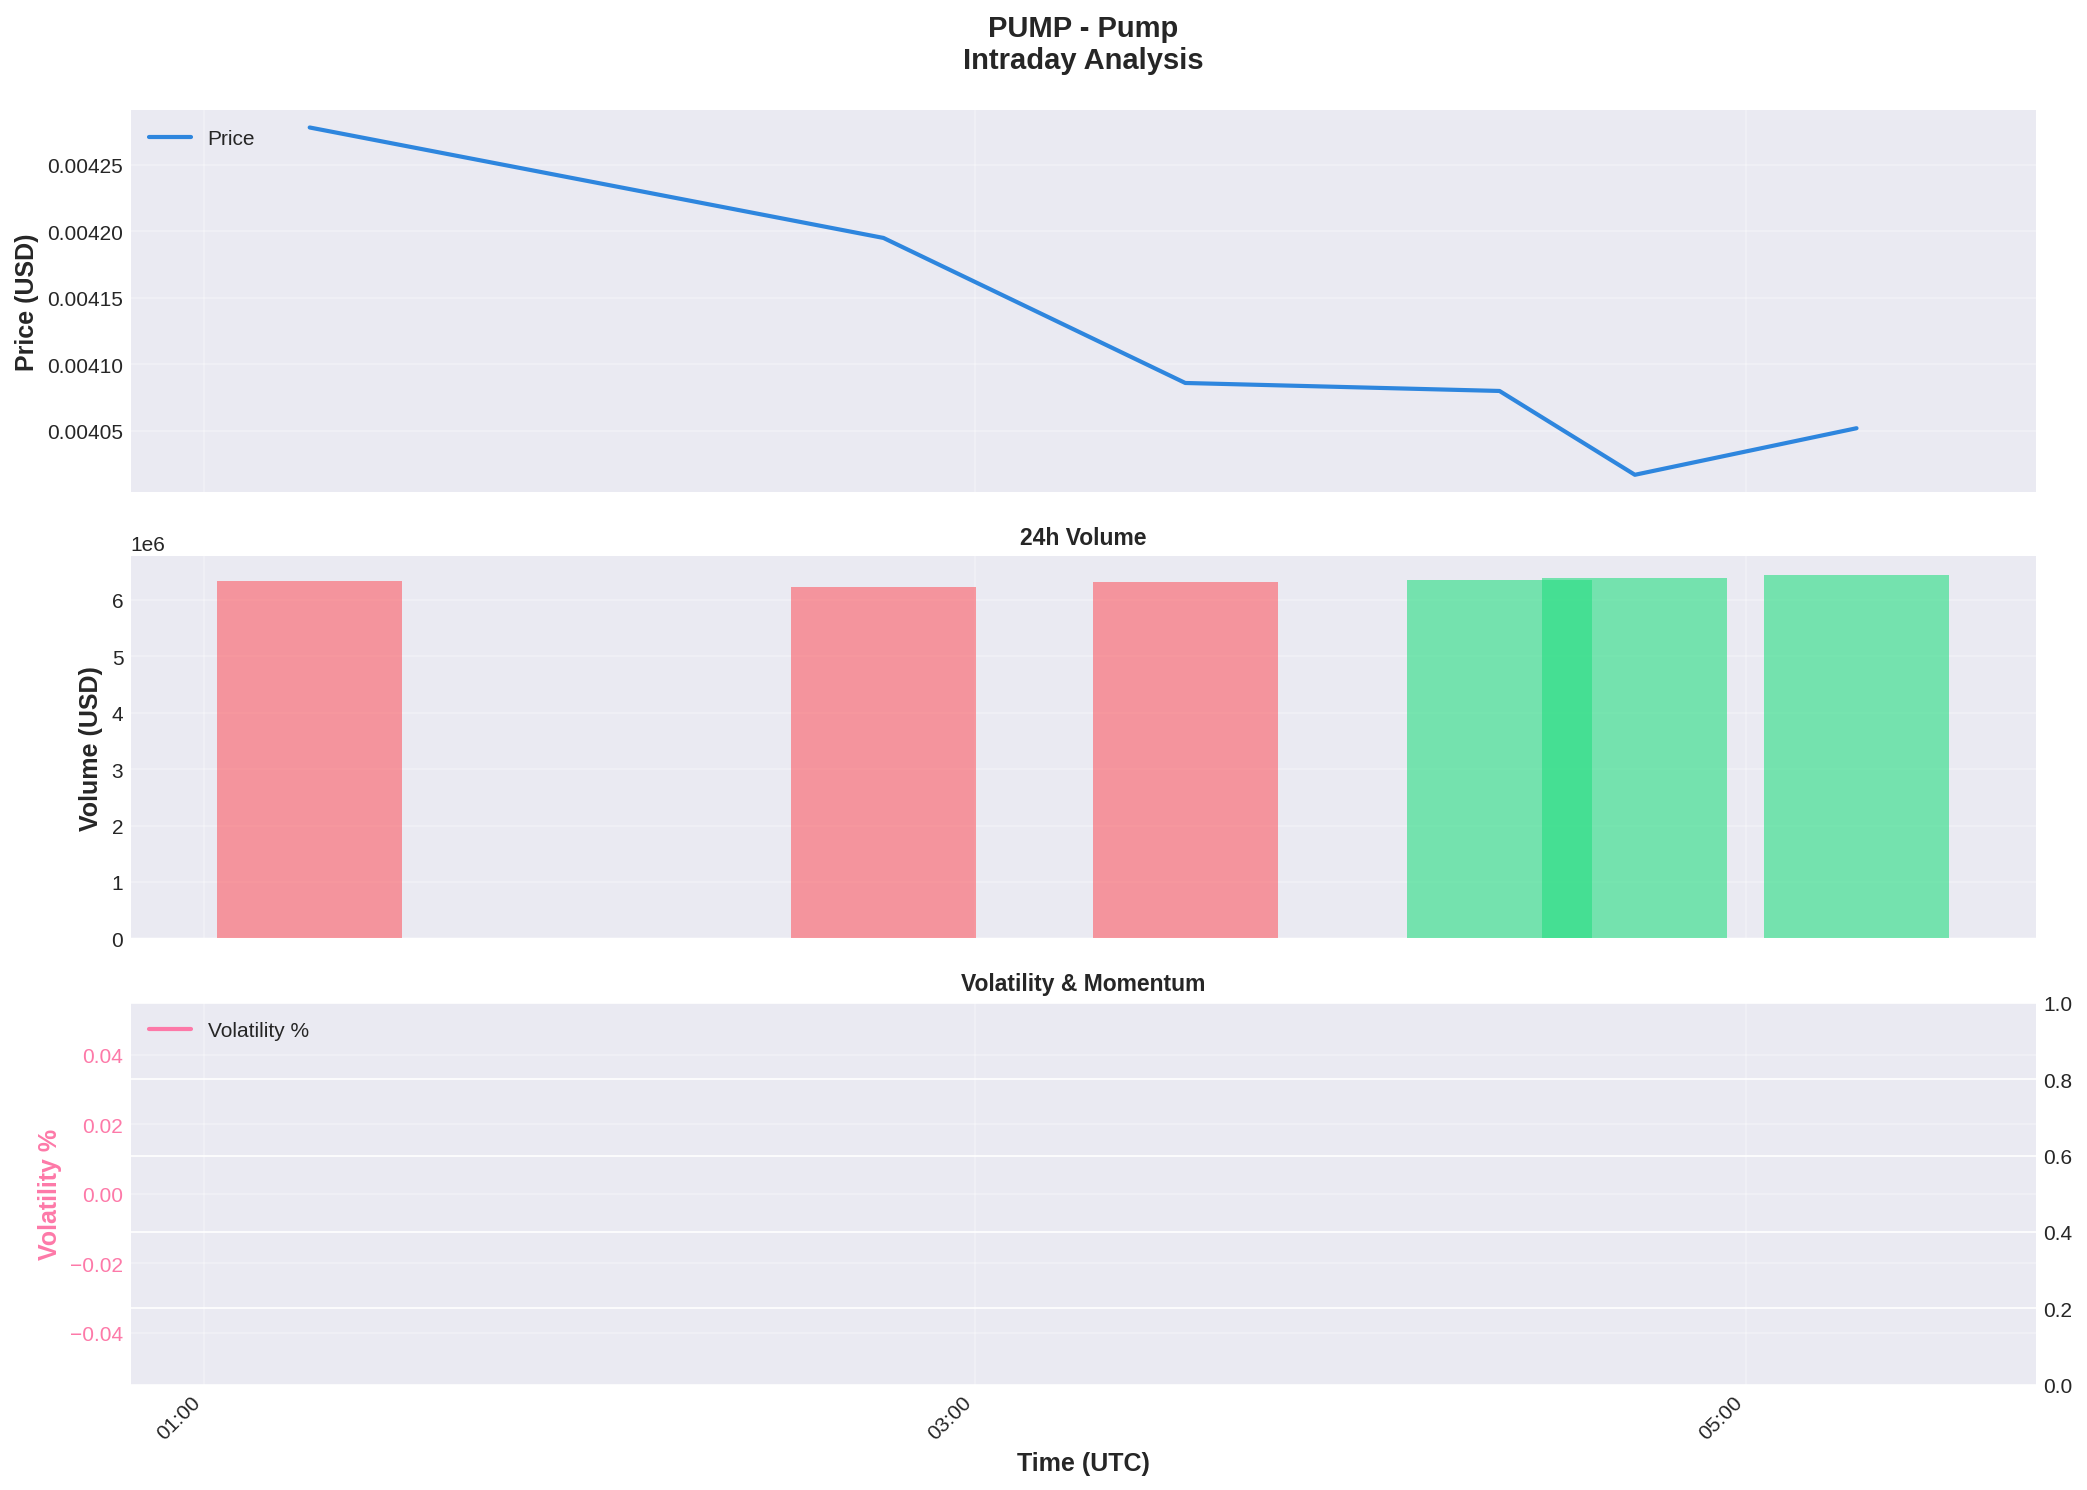 PUMP - Pump
Intraday Analysis
Price
0.00425
0.00420
0.00415
0.00410
0.00405
Price (USD)
24h Volume
1e6
6
5
4
3
2
1
0
Volume (USD)
Volatility & Momentum
Volatility %
0.04
0.02
0.00
−0.02
−0.04
Volatility %
1.0
0.8
0.6
0.4
0.2
0.0
01:00
03:00
05:00
Time (UTC)